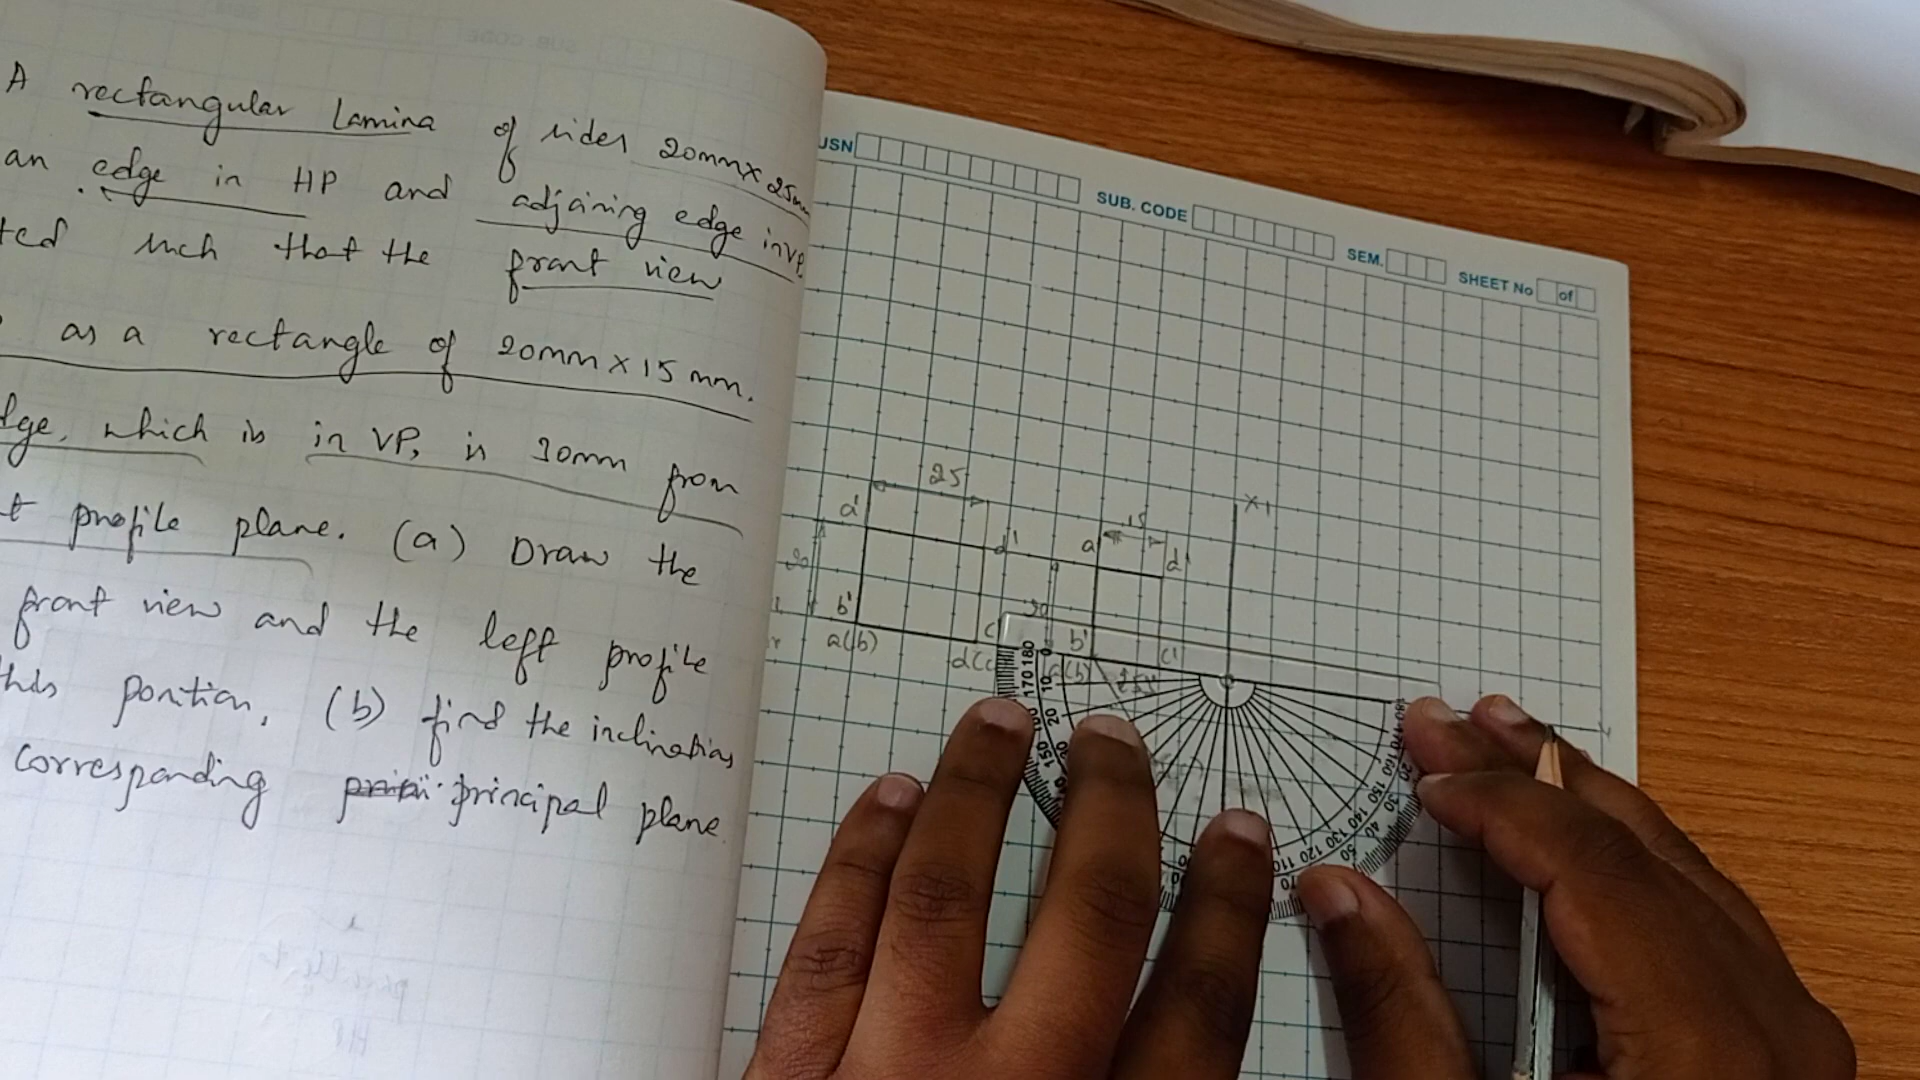 A rectangular Lamina of sides 20mm x 25mm
an edge in HP and adjoining edge in VP.
ted such that the front view
as a rectangle of 20mm x 15 mm.
dge, which is in VP, is 30mm from
t profile plane. (a) Draw the
front view and the left profile
this position, (b) find the inclinations
corresponding principal plane
USN
SUB. CODE
SEM.
SHEET No of
X1
25
15
a' d' a d'
b' c' b' c'
a(b) d(c a(b)
30